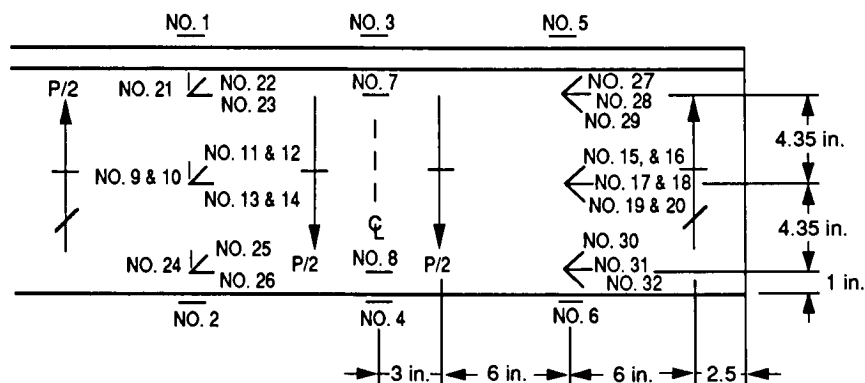 NO. 1 NO. 3 NO. 5
P/2 NO. 21 NO. 22 NO. 7 NO. 27
NO. 23 NO. 28
NO. 29
4.35 in.
NO. 11 & 12 NO. 15, & 16
NO. 9 & 10 NO. 17 & 18
NO. 13 & 14 NO. 19 & 20
℄
4.35 in.
NO. 25 NO. 30
NO. 24 P/2 NO. 8 P/2 NO. 31
NO. 26 NO. 32
1 in.
NO. 2 NO. 4 NO. 6
3 in. 6 in. 6 in. 2.5